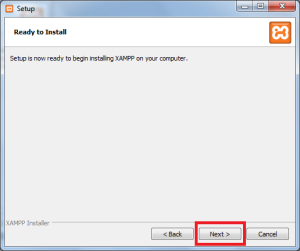 Setup
Ready to Install
Setup is now ready to begin installing XAMPP on your computer.
XAMPP Installer
< Back
Next >
Cancel